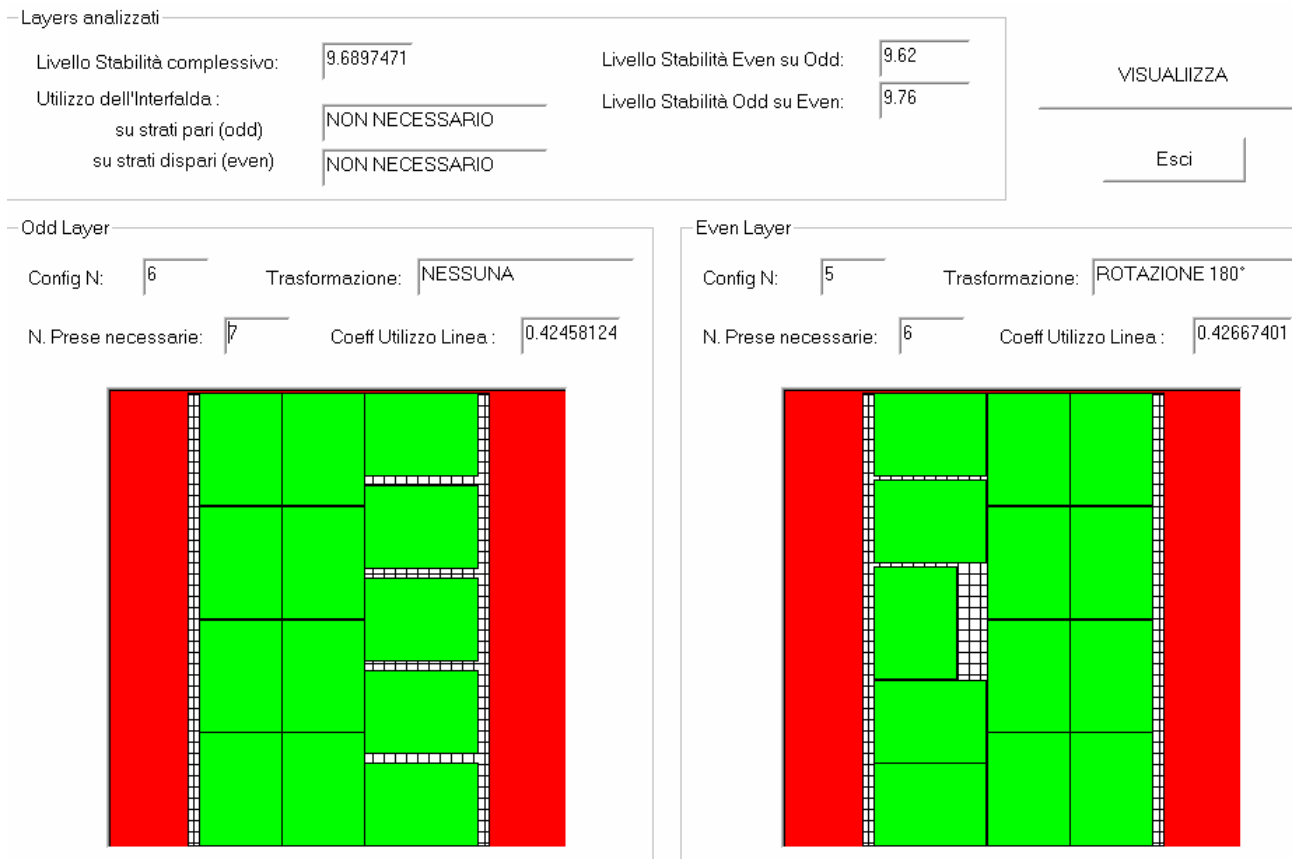 Layers analizzati
Livello Stabilità complessivo: 9.6897471
Livello Stabilità Even su Odd: 9.62
Livello Stabilità Odd su Even: 9.76
Utilizzo dell'Interfalda :
su strati pari (odd) NON NECESSARIO
su strati dispari (even) NON NECESSARIO
VISUALIIZZA
Esci
Odd Layer
Config N: 6 Trasformazione: NESSUNA
N. Prese necessarie: 7 Coeff Utilizzo Linea : 0.42458124
Even Layer
Config N: 5 Trasformazione: ROTAZIONE 180°
N. Prese necessarie: 6 Coeff Utilizzo Linea : 0.42667401